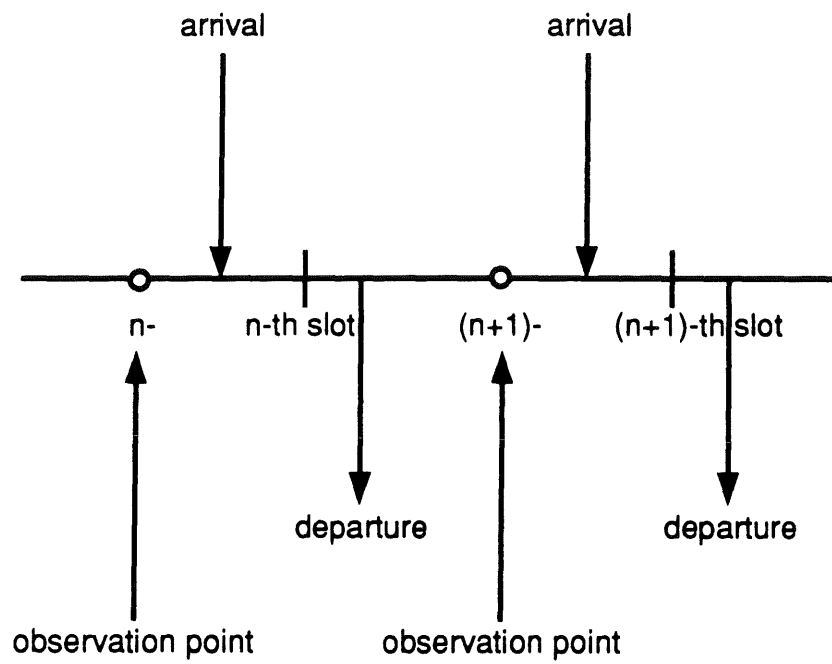 arrival
arrival
n-
n-th slot
(n+1)-
(n+1)-th slot
departure
departure
observation point
observation point